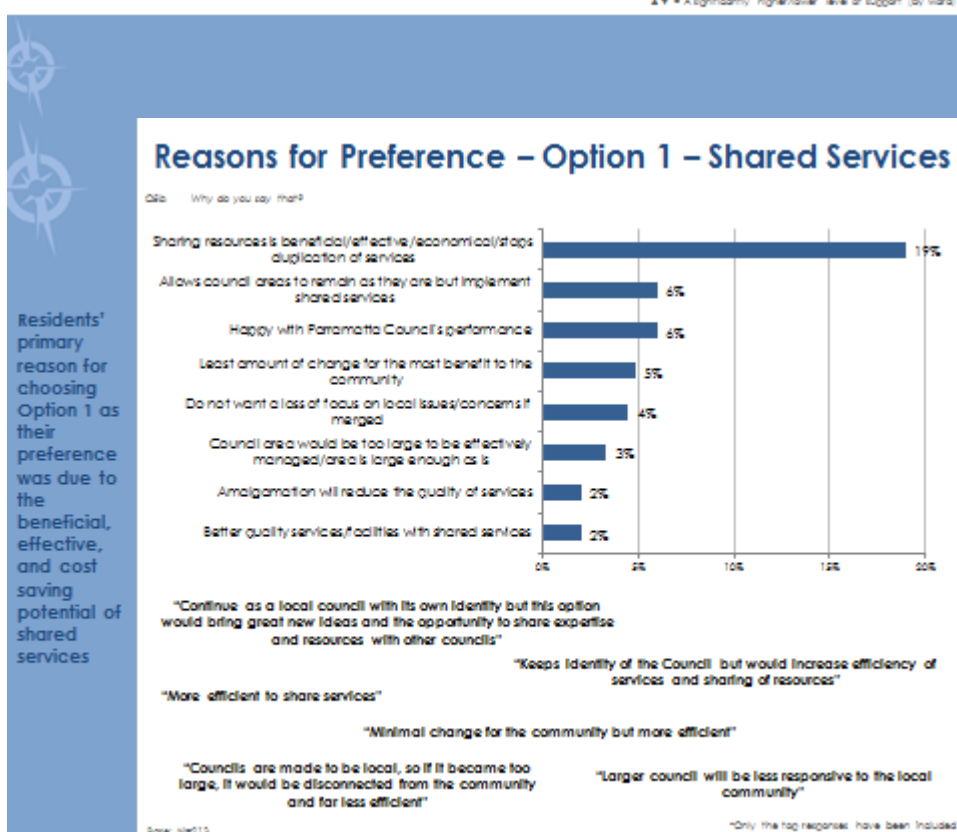 A significantly higher/lower level of support (by ward)
Reasons for Preference – Option 1 – Shared Services
Why do you say that?
Sharing resources is beneficial/effective/economical/stops
duplication of services
19%
Allows council areas to remain as they are but implement
shared services
6%
Happy with Parramatta Council's performance
6%
Least amount of change for the most benefit to the
community
5%
Do not want a loss of focus on local issues/concerns if
merged
4%
Council area would be too large to be effectively
managed/area is large enough as is
3%
Amalgamation will reduce the quality of services
2%
Better quality services/facilities with shared services
2%
0% 5% 10% 15% 20%
Residents'
primary
reason for
choosing
Option 1 as
their
preference
was due to
the
beneficial,
effective,
and cost
saving
potential of
shared
services
"Continue as a local council with its own identity but this option
would bring great new ideas and the opportunity to share expertise
and resources with other councils"
"Keeps identity of the Council but would increase efficiency of
services and sharing of resources"
"More efficient to share services"
"Minimal change for the community but more efficient"
"Councils are made to be local, so if it became too
large, it would be disconnected from the community
and far less efficient"
"Larger council will be less responsive to the local
community"
*Only the top responses have been included